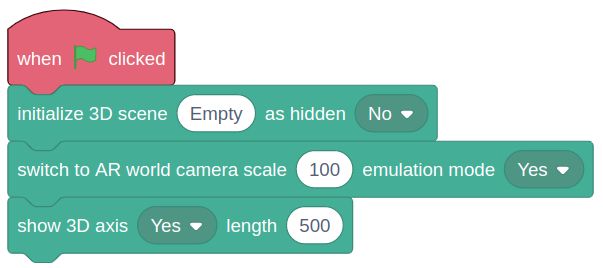 when clicked
initialize 3D scene Empty as hidden No
switch to AR world camera scale 100 emulation mode Yes
show 3D axis Yes length 500